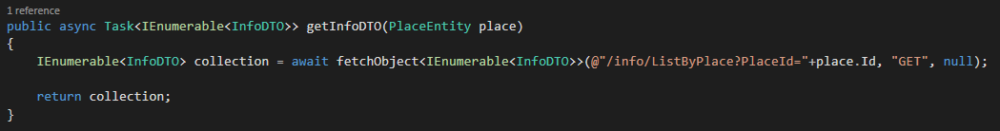 1 reference
public async Task<IEnumerable<InfoDTO>> getInfoDTO(PlaceEntity place)
{
IEnumerable<InfoDTO> collection = await fetchObject<IEnumerable<InfoDTO>>(@"/info/ListByPlace?PlaceId="+place.Id, "GET", null);
return collection;
}